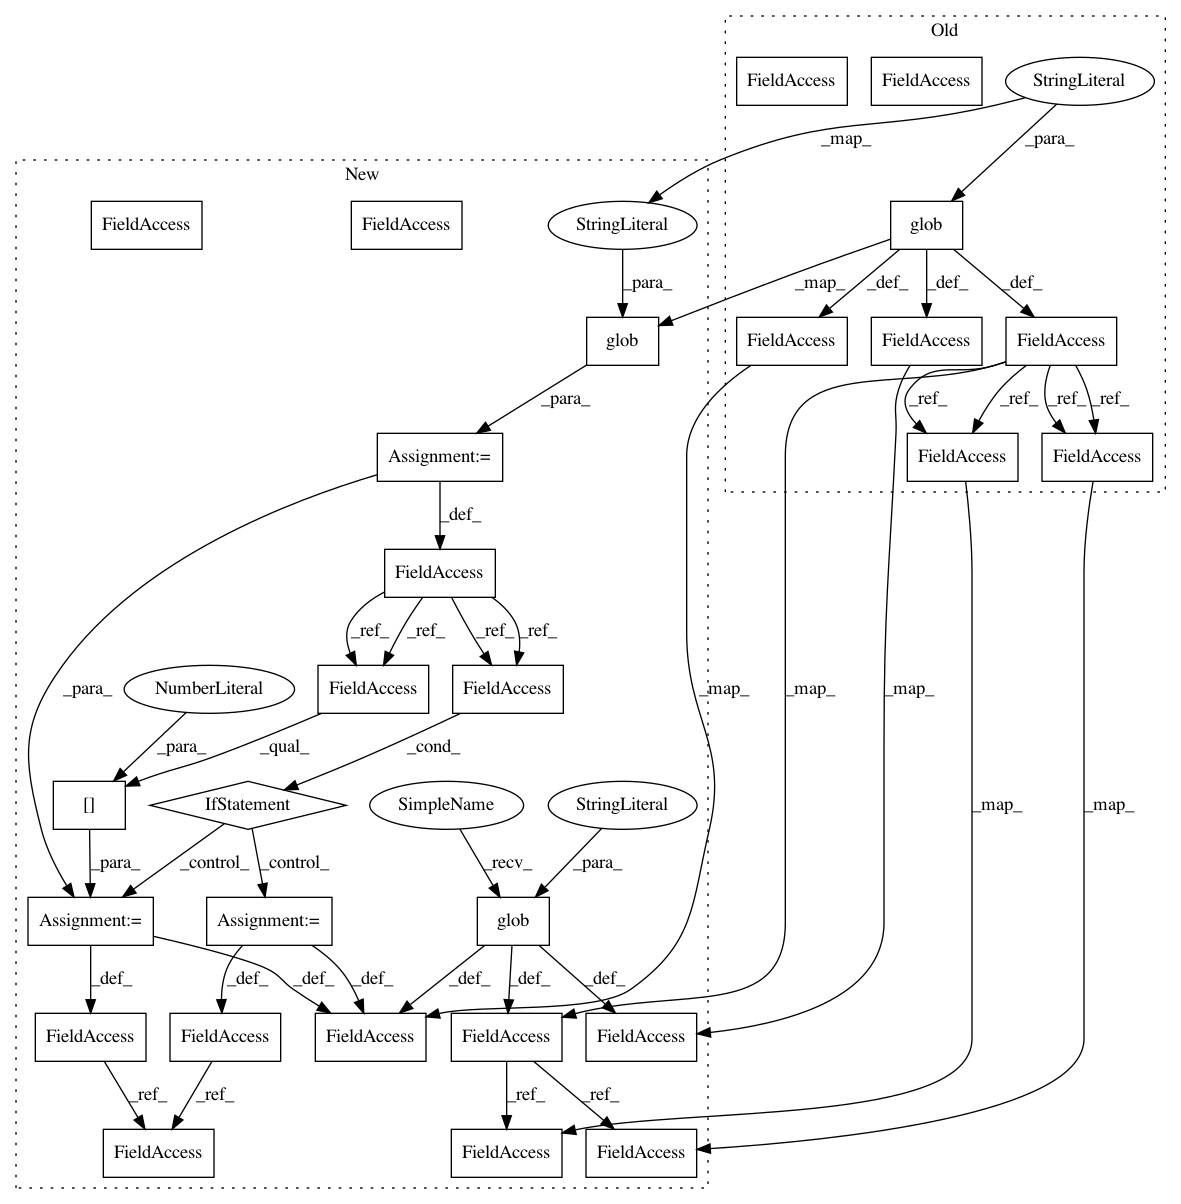 Old
FieldAccess FieldAccess StringLiteral
_map_ _para_
New
FieldAccess FieldAccess StringLiteral glob
_para_ _map_ _def_ _def_ _def_
glob FieldAccess FieldAccess FieldAccess
_para_ _ref_ _ref_ _ref_ _ref_
Assignment:= FieldAccess FieldAccess
_def_
FieldAccess
_ref_ _ref_ _ref_ _ref_
_para_ NumberLiteral FieldAccess FieldAccess _map_ _map_ _map_
_para_ _qual_ _cond_
[] IfStatement SimpleName StringLiteral _map_ _map_
_para_ _control_ _control_ _recv_ _para_
Assignment:= Assignment:= glob
_def_ _def_ _def_ _def_ _def_ _def_ _def_
FieldAccess FieldAccess FieldAccess FieldAccess FieldAccess
_ref_ _ref_ _ref_ _ref_
FieldAccess FieldAccess FieldAccess